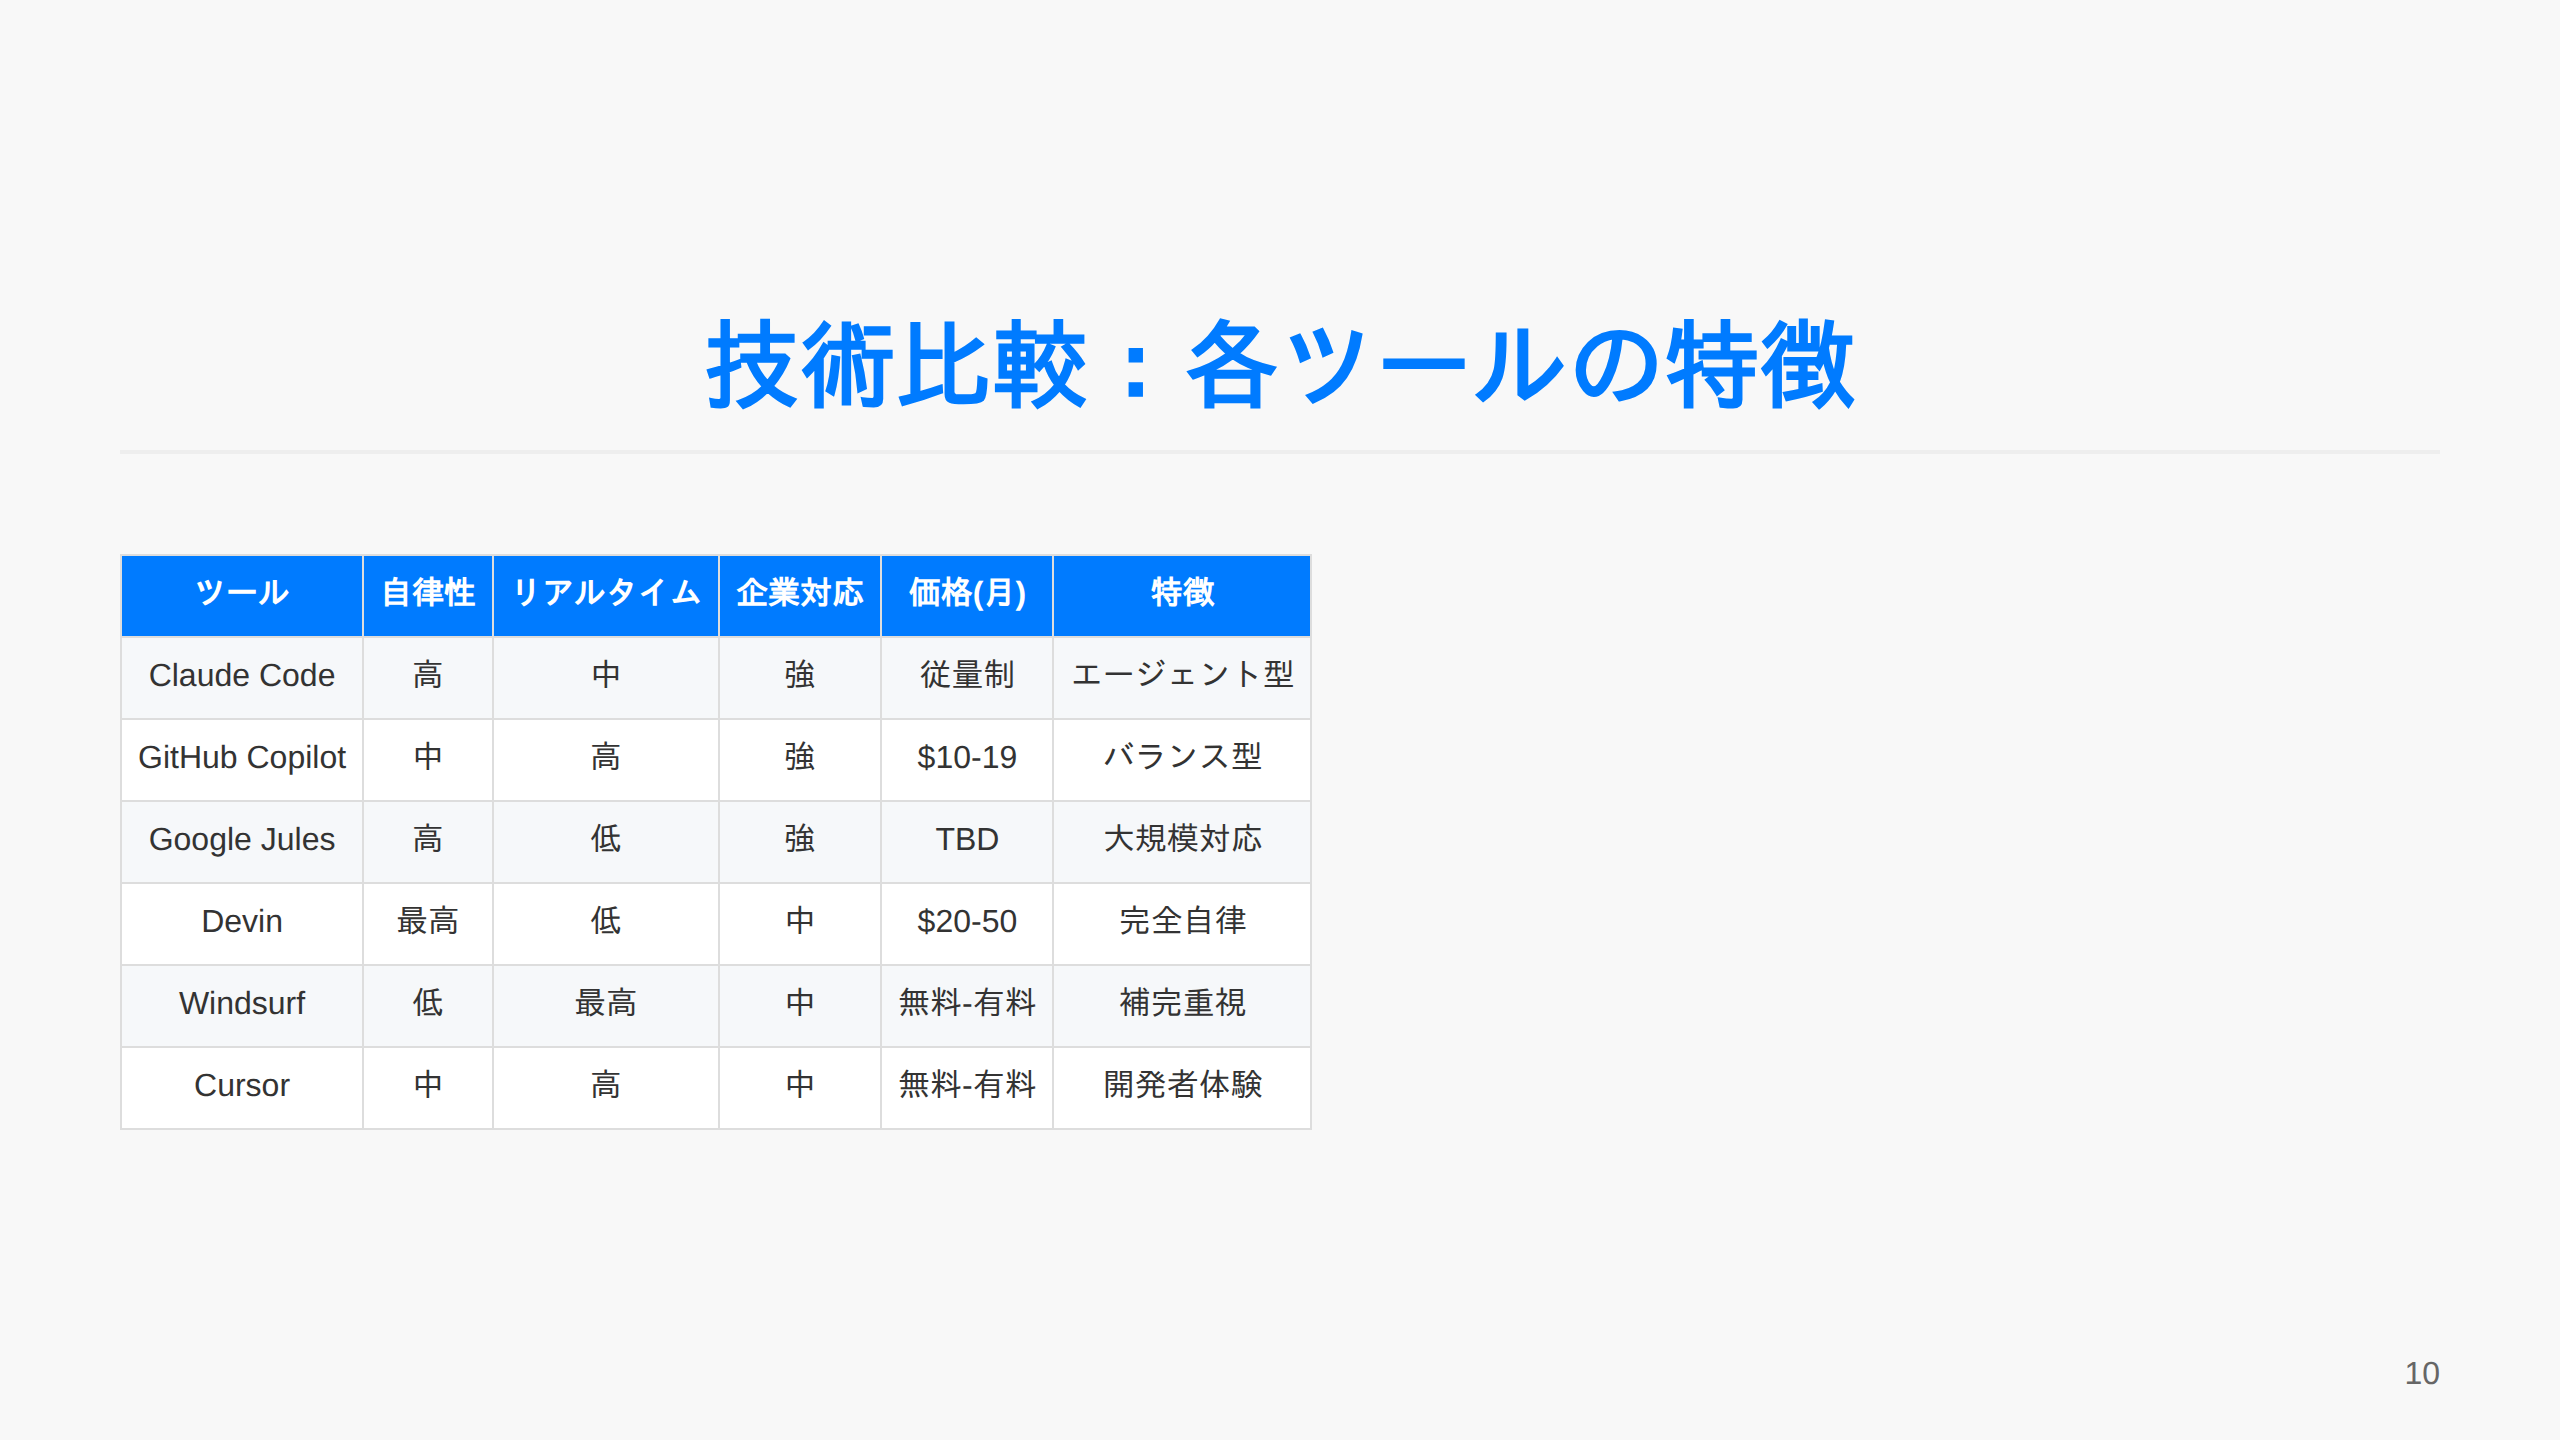 技術比較：各ツールの特徴
ツール 自律性 リアルタイム 企業対応 価格(月) 特徴
Claude Code 高 中 強 従量制 エージェント型
GitHub Copilot 中 高 強 $10-19 バランス型
Google Jules 高 低 強 TBD 大規模対応
Devin 最高 低 中 $20-50 完全自律
Windsurf 低 最高 中 無料-有料 補完重視
Cursor 中 高 中 無料-有料 開発者体験
10